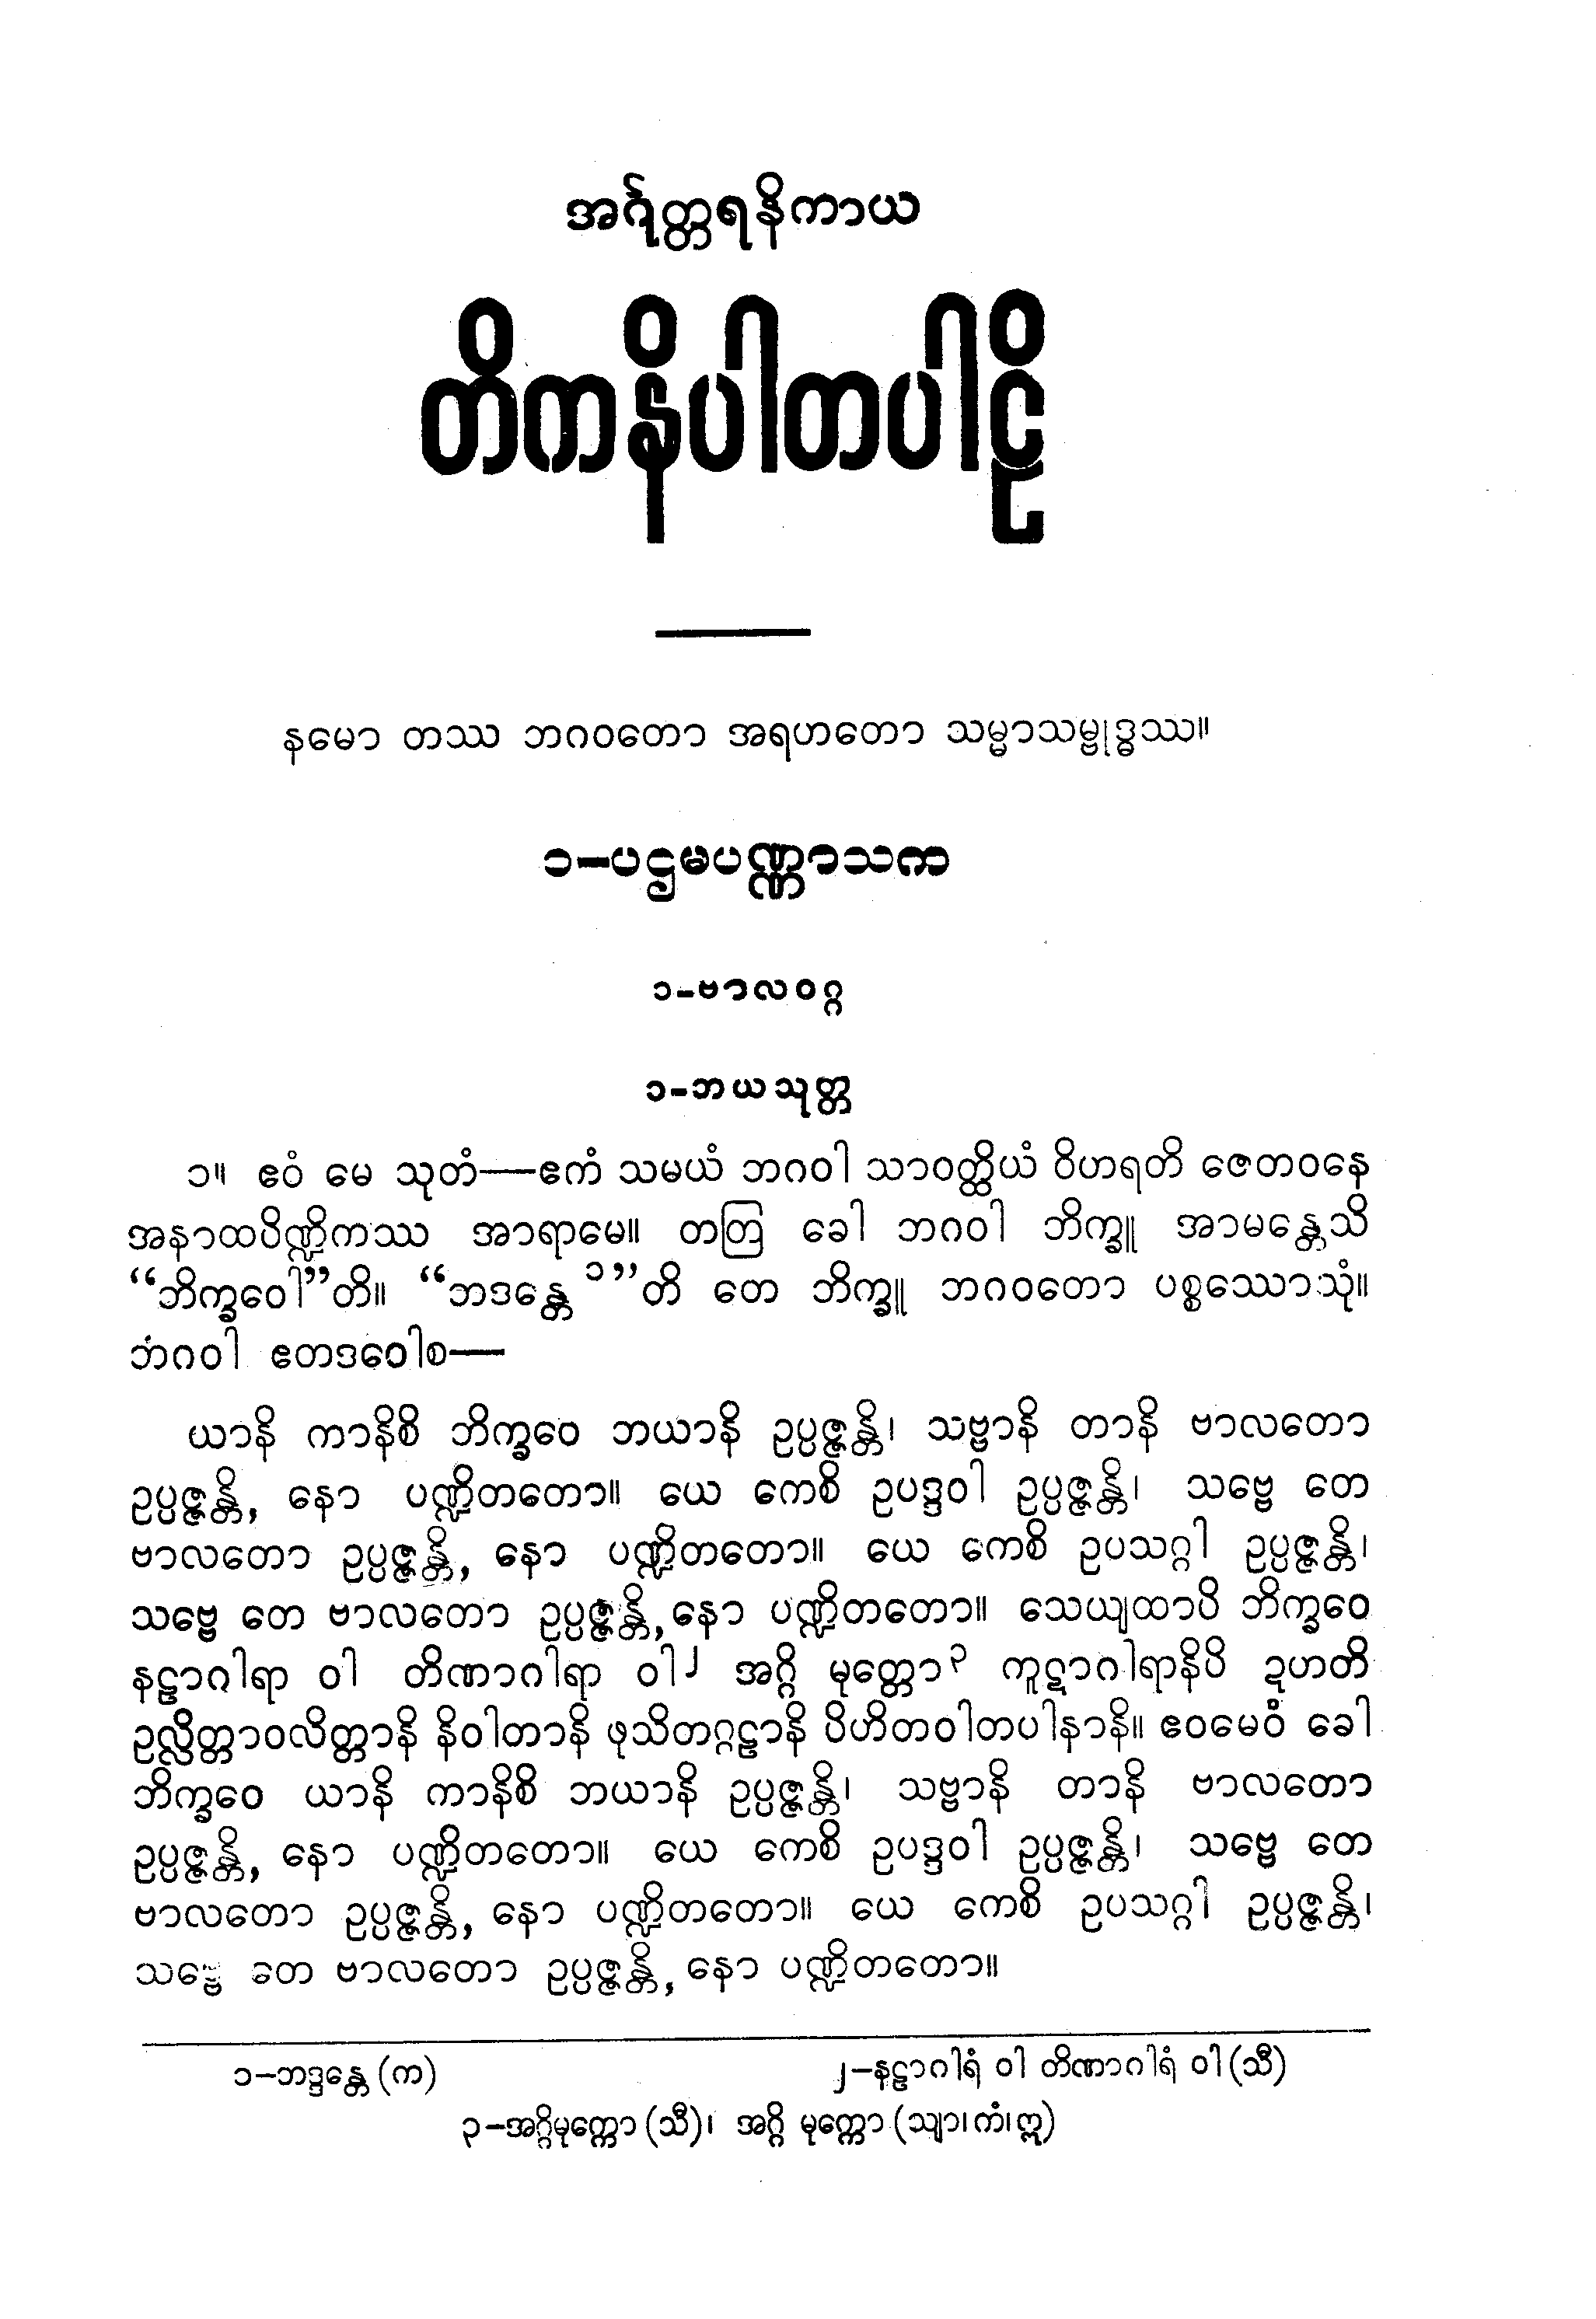 အင်္ဂုတ္တရနိကာယ
တိကနိပါတပါဠိ
နမော တဿ ဘဂဝတော အရဟတော သမ္မာသမ္ဗုဒ္ဓဿ။
၁–ပဌမပဏ္ဏာသက
၁-ဗာလဝဂ္ဂ
၁-ဘယသုတ္တ
၁။ ဧဝံ မေ သုတံ—ဧကံ သမယံ ဘဂဝါ သာဝတ္ထိယံ ဝိဟရတိ ဇေတဝနေ
အနာထပိဏ္ဍိကဿ အာရာမေ။ တတြ ခေါ ဘဂဝါ ဘိက္ခူ အာမန္တေသိ
“ဘိက္ခဝေါ”တိ။ “ဘဒန္တေ ၁”တိ တေ ဘိက္ခူ ဘဂဝတော ပစ္စဿောသုံ။
ဘဂဝါ ဧတဒဝေါစ—
ယာနိ ကာနိစိ ဘိက္ခဝေ ဘယာနိ ဥပ္ပဇ္ဇန္တိ၊ သဗ္ဗာနိ တာနိ ဗာလတော
ဥပ္ပဇ္ဇန္တိ, နော ပဏ္ဍိတတော။ ယေ ကေစိ ဥပဒ္ဒဝါ ဥပ္ပဇ္ဇန္တိ၊ သဗ္ဗေ တေ
ဗာလတော ဥပ္ပဇ္ဇန္တိ, နော ပဏ္ဍိတတော။ ယေ ကေစိ ဥပသဂ္ဂါ ဥပ္ပဇ္ဇန္တိ၊
သဗ္ဗေ တေ ဗာလတော ဥပ္ပဇ္ဇန္တိ, နော ပဏ္ဍိတတော။ သေယျထာပိ ဘိက္ခဝေ
နဠာဂါရာ ဝါ တိဏာဂါရာ ဝါ၂ အဂ္ဂိ မုတ္တော၃ ကူဋာဂါရာနိပိ ဍဟတိ
ဥလ္လိတ္တာဝလိတ္တာနိ နိဝါတာနိ ဖုသိတဂ္ဂဠာနိ ပိဟိတဝါတပါနာနိ။ ဧဝမေဝံ ခေါ
ဘိက္ခဝေ ယာနိ ကာနိစိ ဘယာနိ ဥပ္ပဇ္ဇန္တိ၊ သဗ္ဗာနိ တာနိ ဗာလတော
ဥပ္ပဇ္ဇန္တိ, နော ပဏ္ဍိတတော။ ယေ ကေစိ ဥပဒ္ဒဝါ ဥပ္ပဇ္ဇန္တိ၊ သဗ္ဗေ တေ
ဗာလတော ဥပ္ပဇ္ဇန္တိ, နော ပဏ္ဍိတတော။ ယေ ကေစိ ဥပသဂ္ဂါ ဥပ္ပဇ္ဇန္တိ၊
သဗ္ဗေ တေ ဗာလတော ဥပ္ပဇ္ဇန္တိ, နော ပဏ္ဍိတတော။
၁–ဘဒ္ဒန္တေ (က) ၂–နဠာဂါရံ ဝါ တိဏာဂါရံ ဝါ (သီ)
၃–အဂ္ဂိမုက္ကော (သီ)၊ အဂ္ဂိ မုက္ကော (သျာ၊ ကံ၊ ဣ)